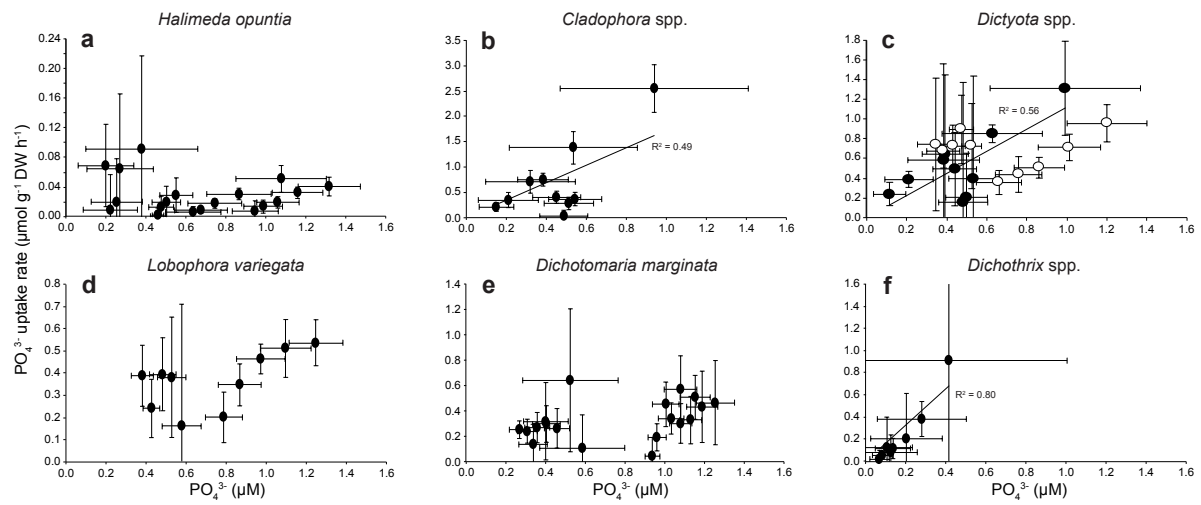 Halimeda opuntia
Cladophora spp.
Dictyota spp.
a
b
c
0.24
0.20
0.16
0.12
0.08
0.04
0.00
0.0 0.2 0.4 0.6 0.8 1.0 1.2 1.4 1.6
3.5
3.0
2.5
2.0
1.5
1.0
0.5
0.0
R² = 0.49
0.0 0.2 0.4 0.6 0.8 1.0 1.2 1.4 1.6
1.8
1.6
1.4
1.2
1.0
0.8
0.6
0.4
0.2
0.0
R² = 0.56
0.0 0.2 0.4 0.6 0.8 1.0 1.2 1.4 1.6
PO₄³⁻ uptake rate (μmol g⁻¹ DW h⁻¹)
Lobophora variegata
Dichotomaria marginata
Dichothrix spp.
d
e
f
0.8
0.7
0.6
0.5
0.4
0.3
0.2
0.1
0.0
0.0 0.2 0.4 0.6 0.8 1.0 1.2 1.4 1.6
PO₄³⁻ (μM)
1.4
1.2
1.0
0.8
0.6
0.4
0.2
0.0
0.0 0.2 0.4 0.6 0.8 1.0 1.2 1.4 1.6
PO₄³⁻ (μM)
1.6
1.4
1.2
1.0
0.8
0.6
0.4
0.2
0.0
R² = 0.80
0.0 0.2 0.4 0.6 0.8 1.0 1.2 1.4 1.6
PO₄³⁻ (μM)